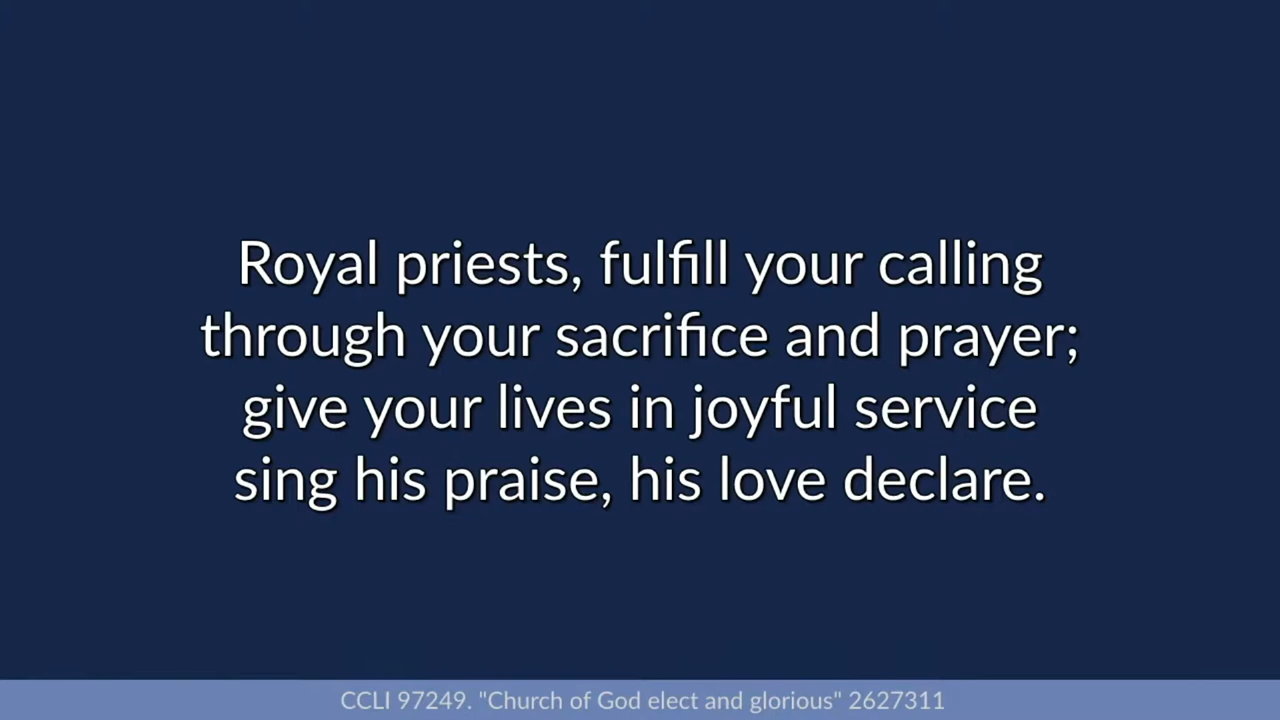 Royal priests, fulfill your calling
through your sacrifice and prayer;
give your lives in joyful service
sing his praise, his love declare.
CCLI 97249. "Church of God elect and glorious" 2627311